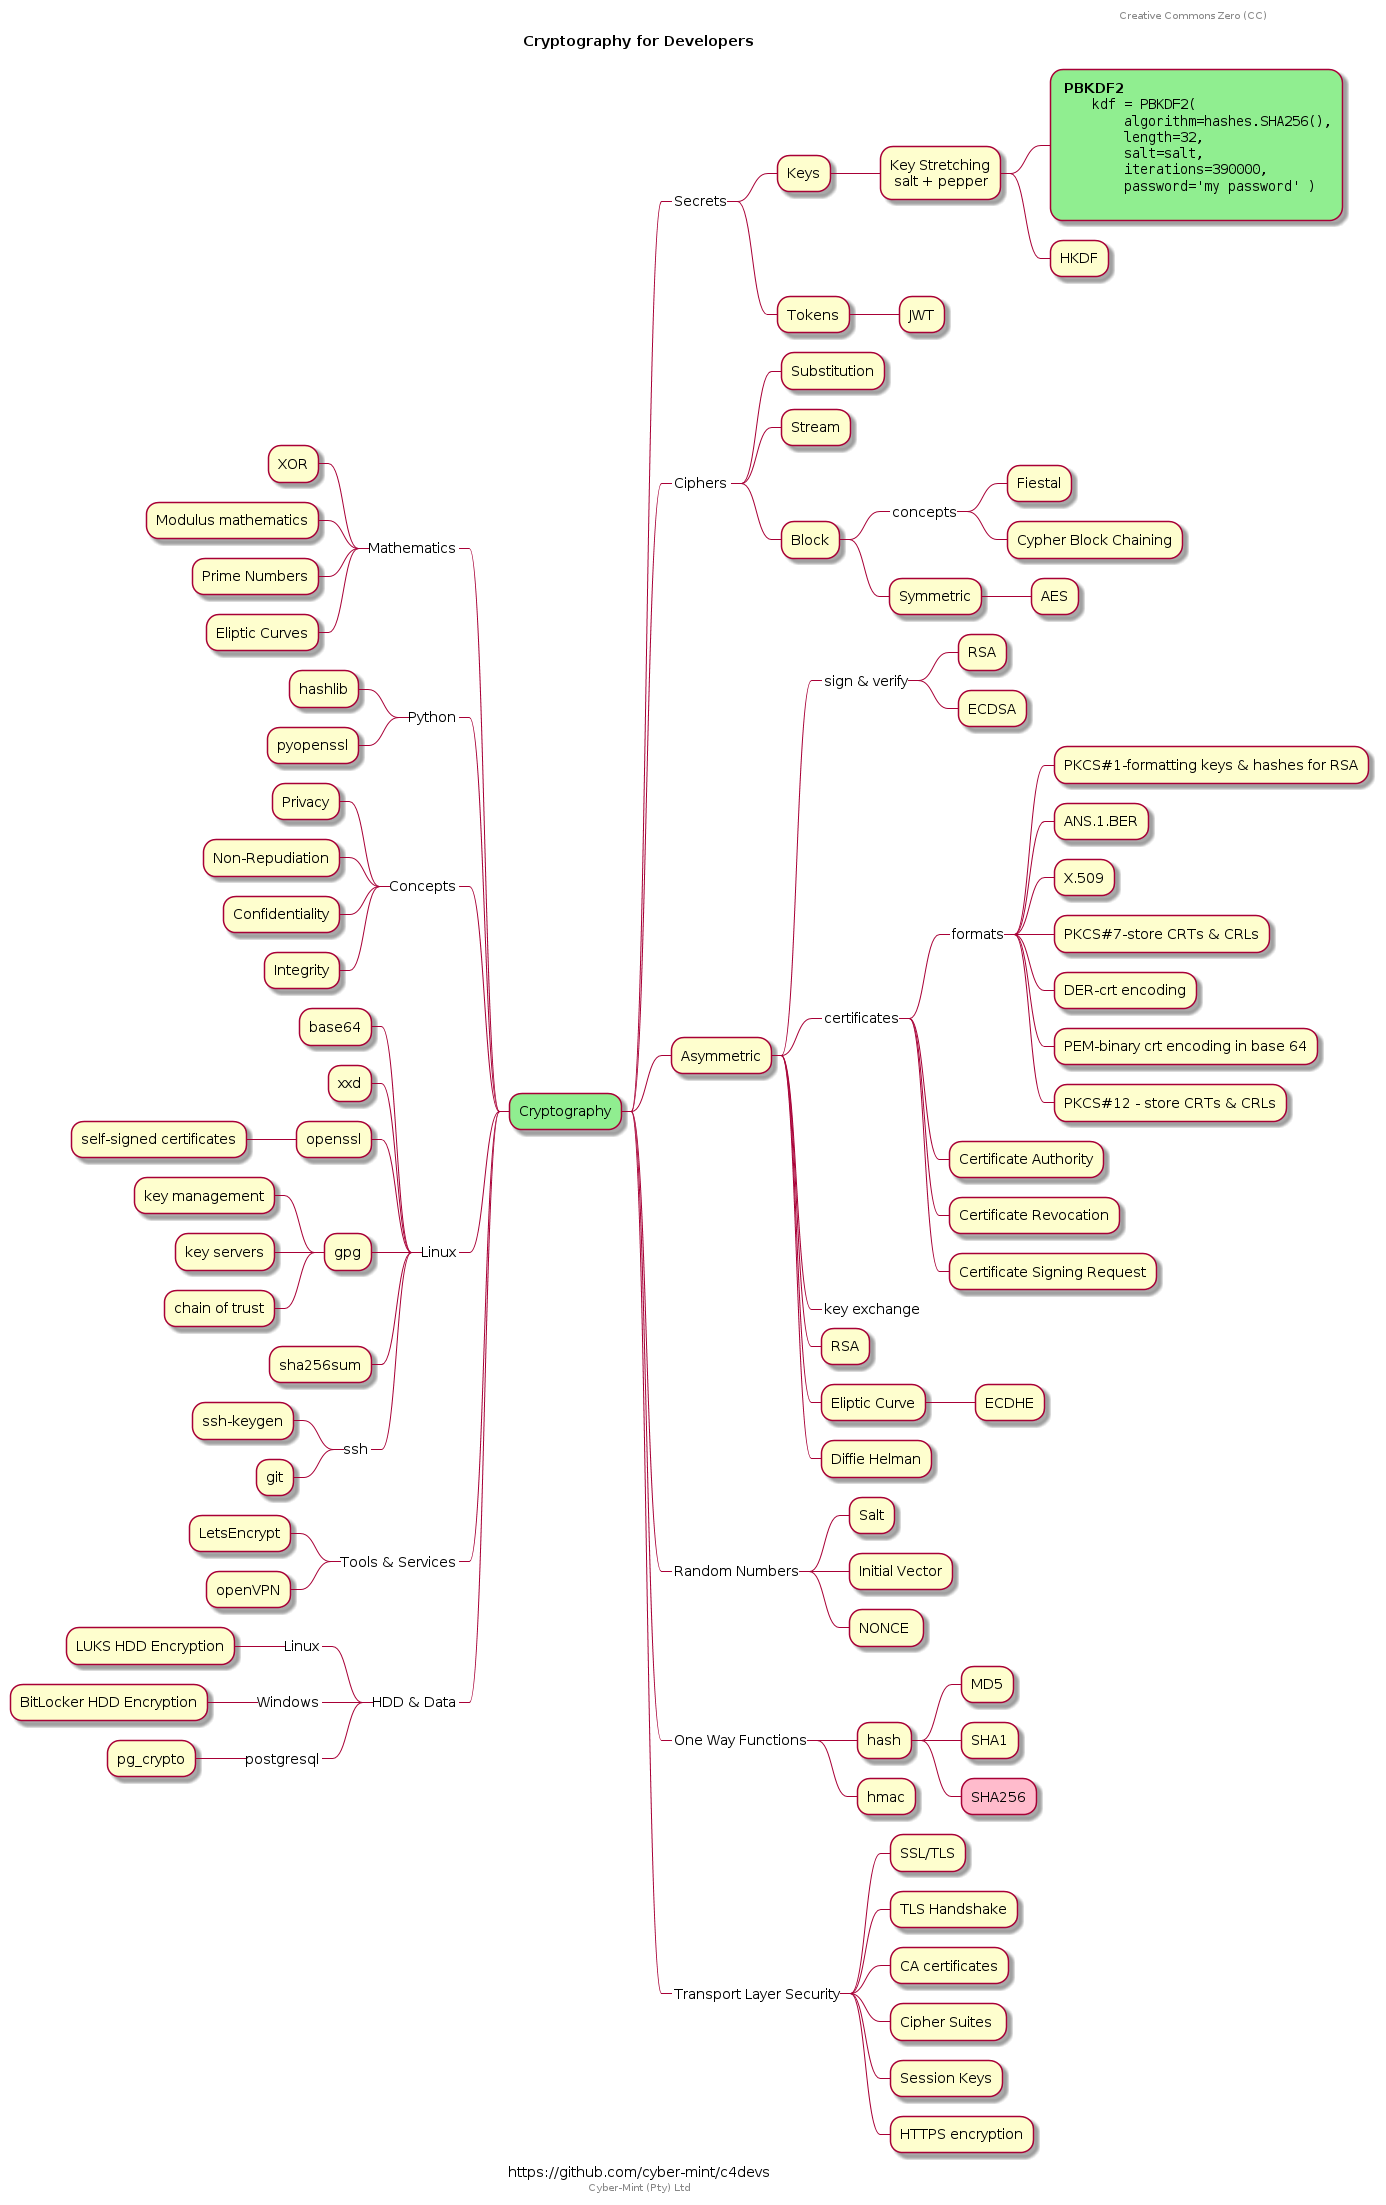 Creative Commons Zero (CC)
Cryptography for Developers
Cryptography
Secrets
Keys
Key Stretching
salt + pepper
PBKDF2
kdf = PBKDF2(
algorithm=hashes.SHA256(),
length=32,
salt=salt,
iterations=390000,
password='my password' )
HKDF
Tokens
JWT
Ciphers
Substitution
Stream
Block
concepts
Fiestal
Cypher Block Chaining
Symmetric
AES
Asymmetric
sign & verify
RSA
ECDSA
certificates
formats
PKCS#1-formatting keys & hashes for RSA
ANS.1.BER
X.509
PKCS#7-store CRTs & CRLs
DER-crt encoding
PEM-binary crt encoding in base 64
PKCS#12 - store CRTs & CRLs
Certificate Authority
Certificate Revocation
Certificate Signing Request
key exchange
RSA
Eliptic Curve
ECDHE
Diffie Helman
Random Numbers
Salt
Initial Vector
NONCE
One Way Functions
hash
MD5
SHA1
SHA256
hmac
Transport Layer Security
SSL/TLS
TLS Handshake
CA certificates
Cipher Suites
Session Keys
HTTPS encryption
Mathematics
XOR
Modulus mathematics
Prime Numbers
Eliptic Curves
Python
hashlib
pyopenssl
Concepts
Privacy
Non-Repudiation
Confidentiality
Integrity
Linux
base64
xxd
openssl
self-signed certificates
gpg
key management
key servers
chain of trust
sha256sum
ssh
ssh-keygen
git
Tools & Services
LetsEncrypt
openVPN
HDD & Data
Linux
LUKS HDD Encryption
Windows
BitLocker HDD Encryption
postgresql
pg_crypto
https://github.com/cyber-mint/c4devs
Cyber-Mint (Pty) Ltd